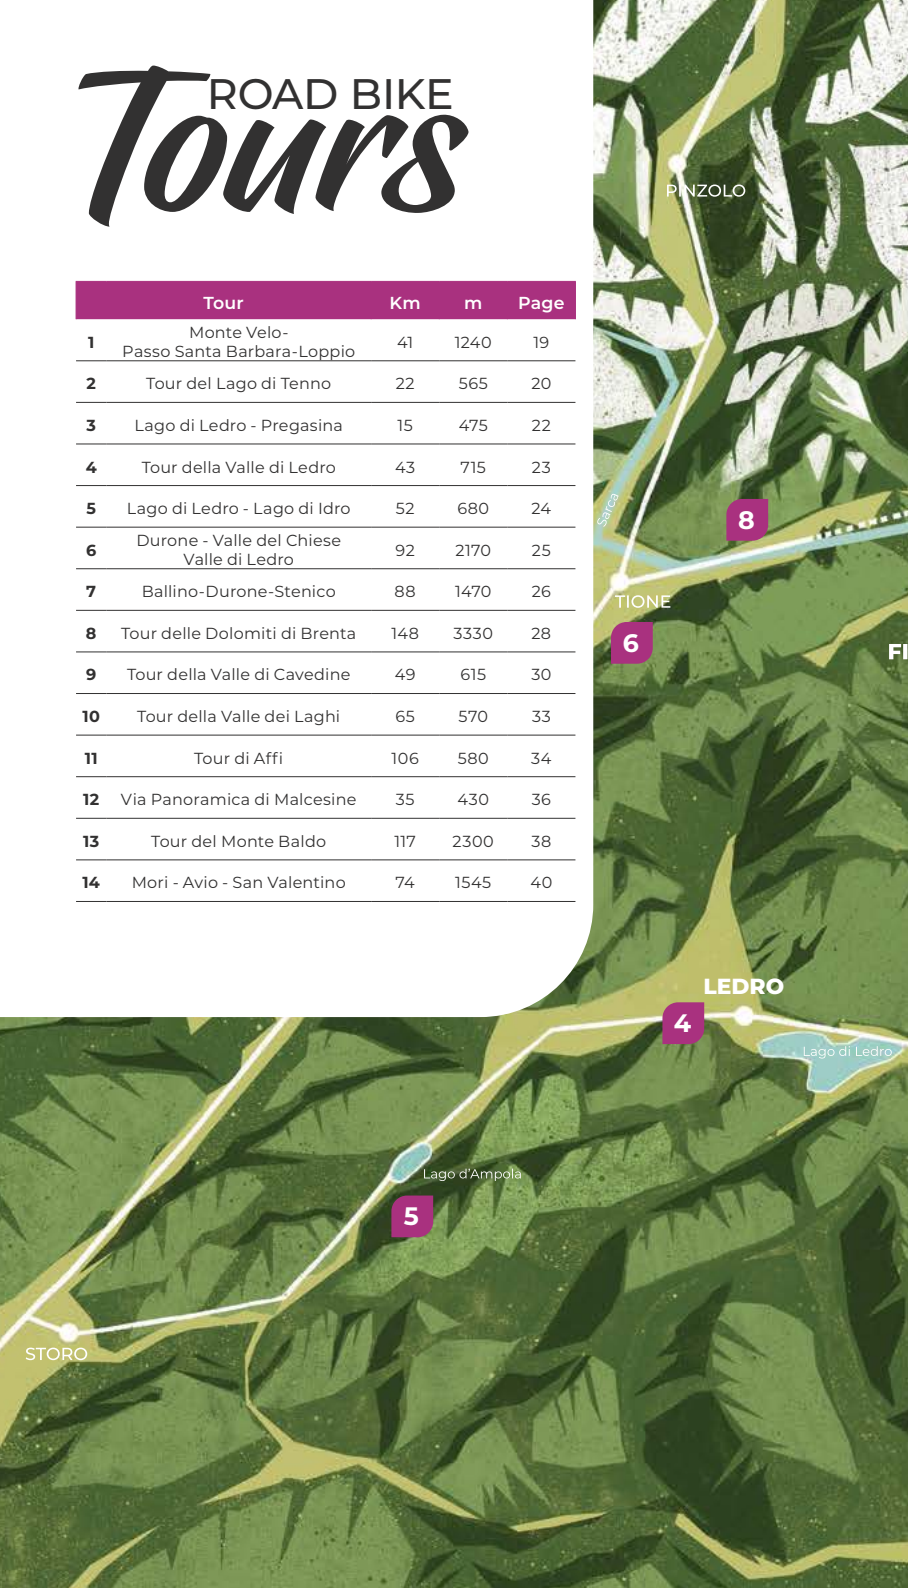 ROAD BIKE
Tours
Tour Km m Page
1 Monte Velo-
Passo Santa Barbara-Loppio 41 1240 19
2 Tour del Lago di Tenno 22 565 20
3 Lago di Ledro - Pregasina 15 475 22
4 Tour della Valle di Ledro 43 715 23
5 Lago di Ledro - Lago di Idro 52 680 24
6 Durone - Valle del Chiese
Valle di Ledro 92 2170 25
7 Ballino-Durone-Stenico 88 1470 26
8 Tour delle Dolomiti di Brenta 148 3330 28
9 Tour della Valle di Cavedine 49 615 30
10 Tour della Valle dei Laghi 65 570 33
11 Tour di Affi 106 580 34
12 Via Panoramica di Malcesine 35 430 36
13 Tour del Monte Baldo 117 2300 38
14 Mori - Avio - San Valentino 74 1545 40
PINZOLO
Sarca
8
TIONE
6
FI
LEDRO
4
Lago di Ledro
Lago d'Ampola
5
STORO